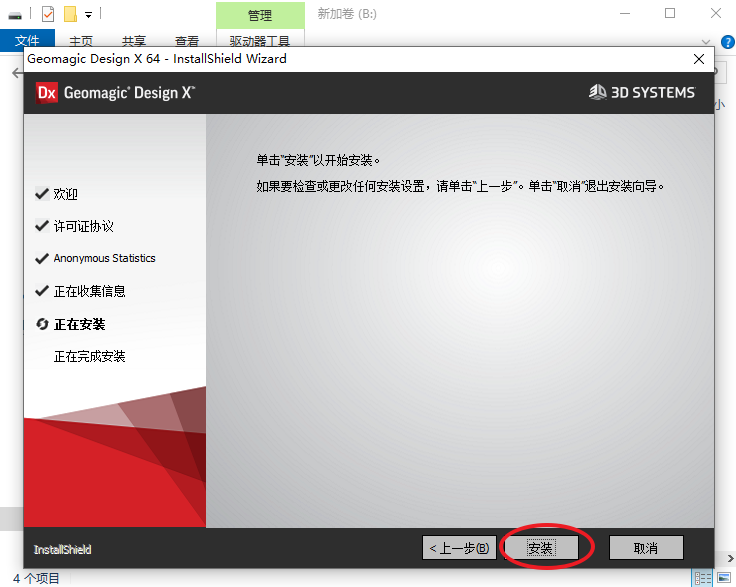 管理
新加卷 (B:)
文件
主页
共享
查看
驱动器工具
Geomagic Design X 64 - InstallShield Wizard
Dx Geomagic® Design X™
3D SYSTEMS
小
单击“安装”以开始安装。
如果要检查或更改任何安装设置，请单击“上一步”。单击“取消”退出安装向导。
欢迎
许可证协议
Anonymous Statistics
正在收集信息
正在安装
正在完成安装
InstallShield
< 上一步(B)
安装
取消
4 个项目